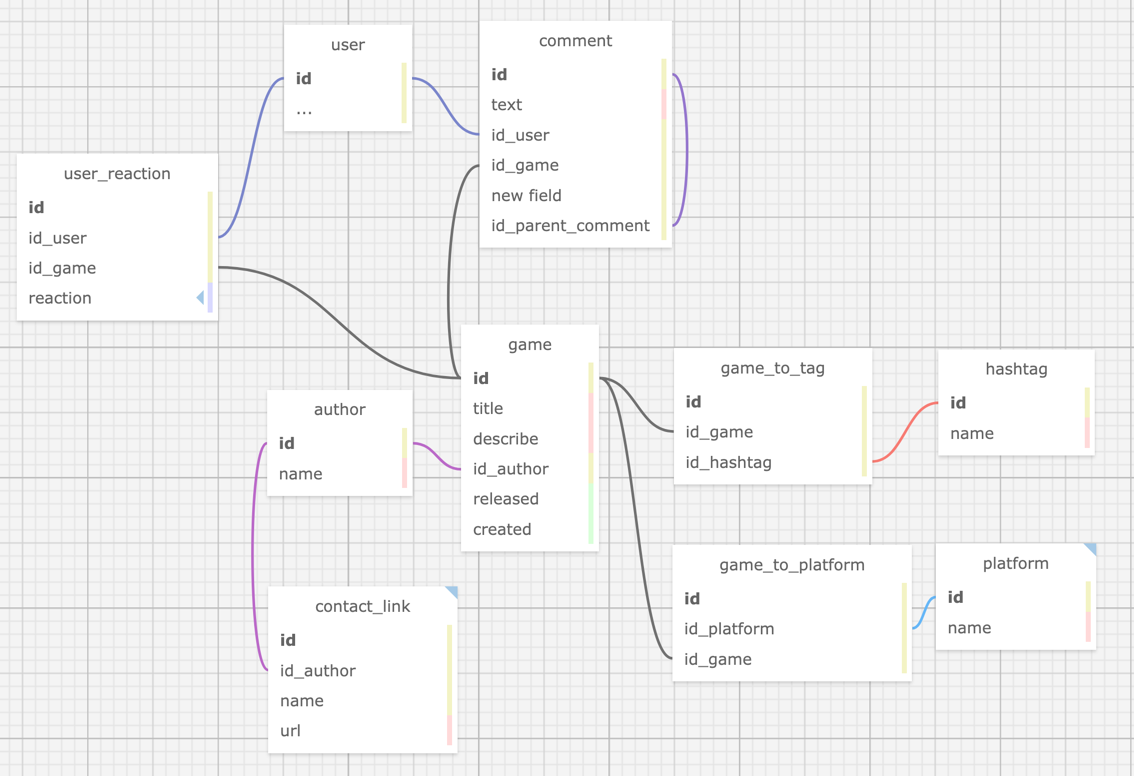 user
id
...
comment
id
text
id_user
id_game
new field
id_parent_comment
user_reaction
id
id_user
id_game
reaction
game
id
title
describe
id_author
released
created
author
id
name
game_to_tag
id
id_game
id_hashtag
hashtag
id
name
contact_link
id
id_author
name
url
game_to_platform
id
id_platform
id_game
platform
id
name